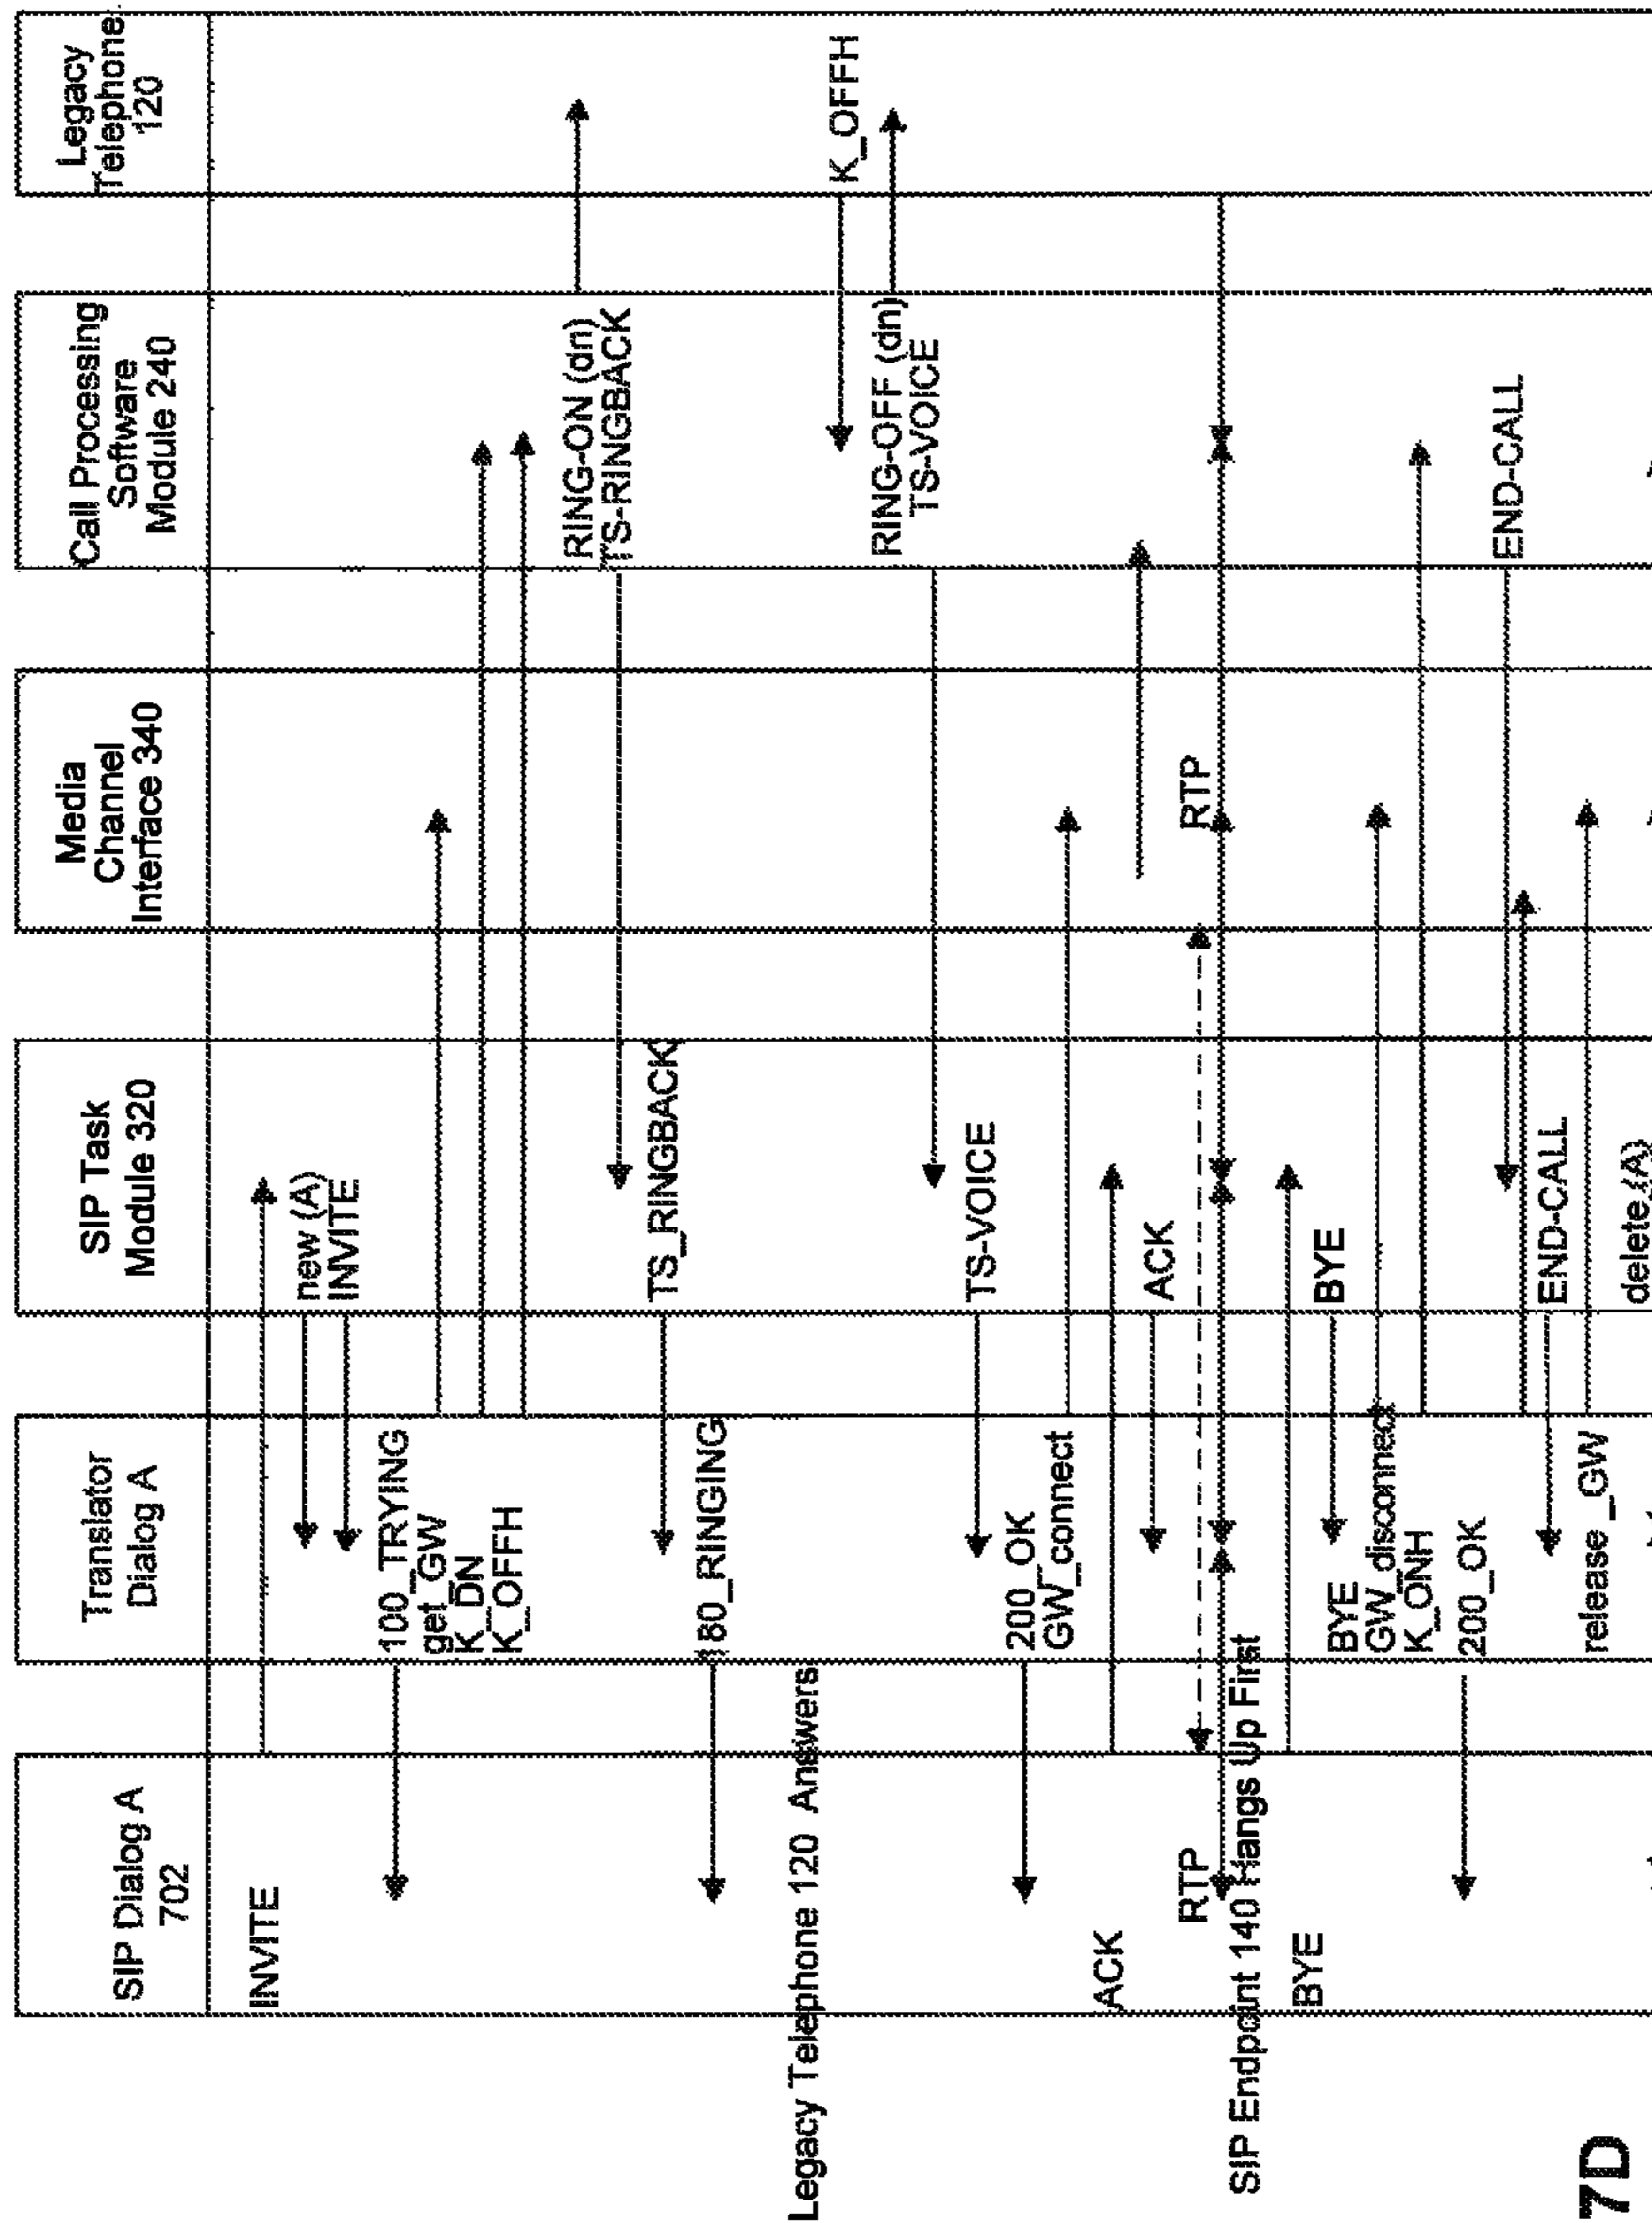 SIP Dialog A
702
Translator
Dialog A
SIP Task
Module 320
Media
Channel
Interface 340
Call Processing
Software
Module 240
Legacy
Telephone
120
INVITE
new (A)
INVITE
100_TRYING
get_GW
K_DN
K_OFFH
RING-ON (dn)
TS-RINGBACK
TS_RINGBACK
180_RINGING
Legacy Telephone 120 Answers
K_OFFH
RING-OFF (dn)
TS-VOICE
TS-VOICE
200_OK
GW_connect
ACK
ACK
RTP
RTP
SIP Endpoint 140 Hangs Up First
BYE
BYE
BYE
GW_disconnect
K_ONH
200_OK
END-CALL
END-CALL
release_GW
delete (A)
7D